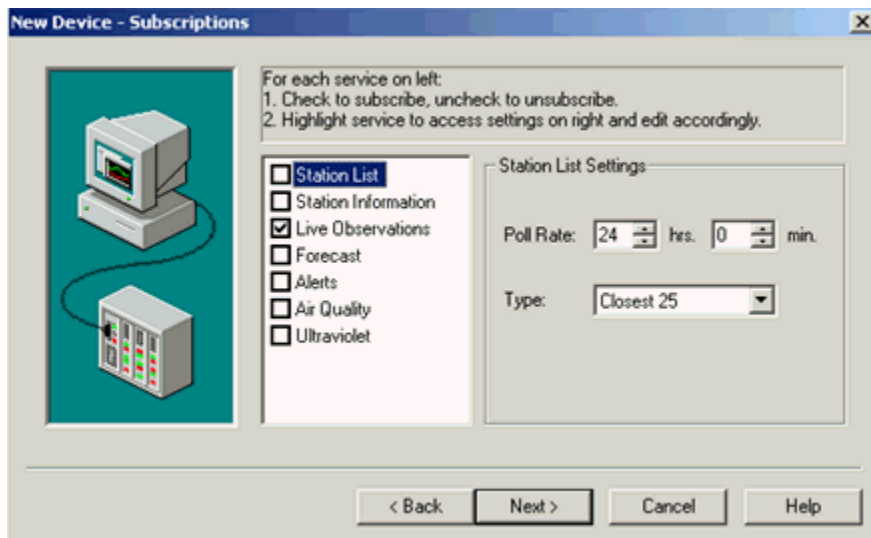 New Device - Subscriptions
For each service on left:
1. Check to subscribe, uncheck to unsubscribe.
2. Highlight service to access settings on right and edit accordingly.
Station List
Station Information
Live Observations
Forecast
Alerts
Air Quality
Ultraviolet
Station List Settings
Poll Rate: 24 hrs. 0 min.
Type: Closest 25
< Back Next > Cancel Help